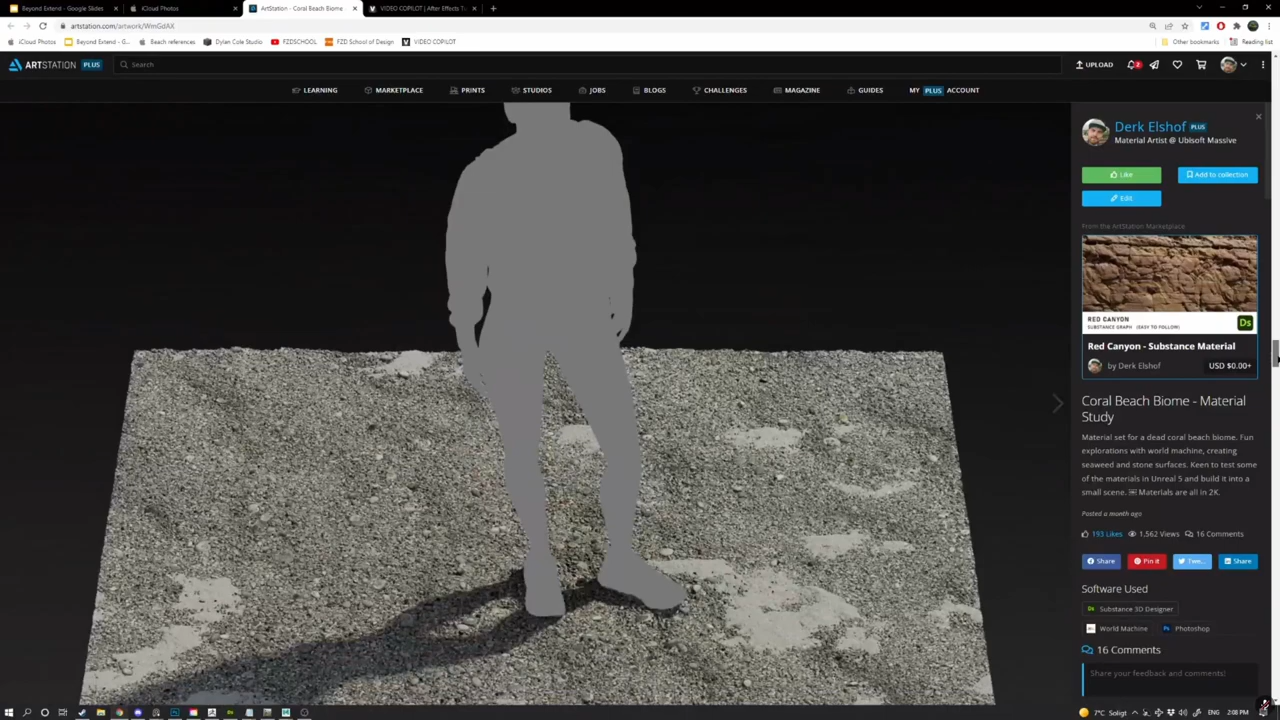 Beyond Extend - Google Slides
iCloud Photos
ArtStation - Coral Beach Biome
VIDEO COPILOT | After Effects T
artstation.com/artwork/WmGdAX
iCloud Photos
Beyond Extend - G...
Beach references
Dylan Cole Studio
FZDSCHOOL
FZD School of Design
VIDEO COPILOT
Other bookmarks
Reading list
ARTSTATION PLUS
Search
UPLOAD
2
LEARNING
MARKETPLACE
PRINTS
STUDIOS
JOBS
BLOGS
CHALLENGES
MAGAZINE
GUIDES
MY PLUS ACCOUNT
Derk Elshof PLUS
Material Artist @ Ubisoft Massive
Like
Add to collection
Edit
From the ArtStation Marketplace
RED CANYON
SUBSTANCE GRAPH (EASY TO FOLLOW)
Ds
Red Canyon - Substance Material
by Derk Elshof
USD $0.00+
Coral Beach Biome - Material
Study
Material set for a dead coral beach biome. Fun
explorations with world machine, creating
seaweed and stone surfaces. Keen to test some
of the materials in Unreal 5 and build it into a
small scene. Materials are all in 2K.
Posted a month ago
193 Likes
1,562 Views
16 Comments
Share
Pin it
Twe...
Share
Software Used
Substance 3D Designer
World Machine
Photoshop
16 Comments
Share your feedback and comments!
7°C Soligt
ENG
2:08 PM